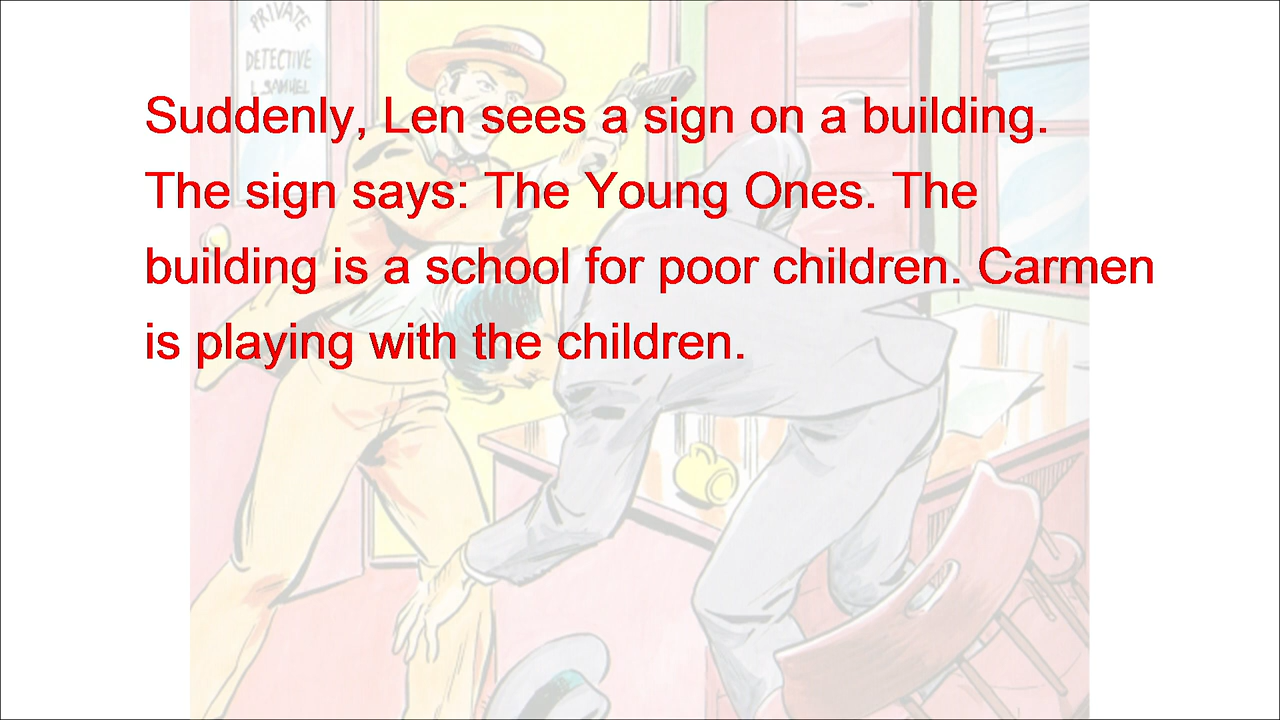 PRIVATE
DETECTIVE
L. SAMUEL
Suddenly, Len sees a sign on a building.
The sign says: The Young Ones. The
building is a school for poor children. Carmen
is playing with the children.